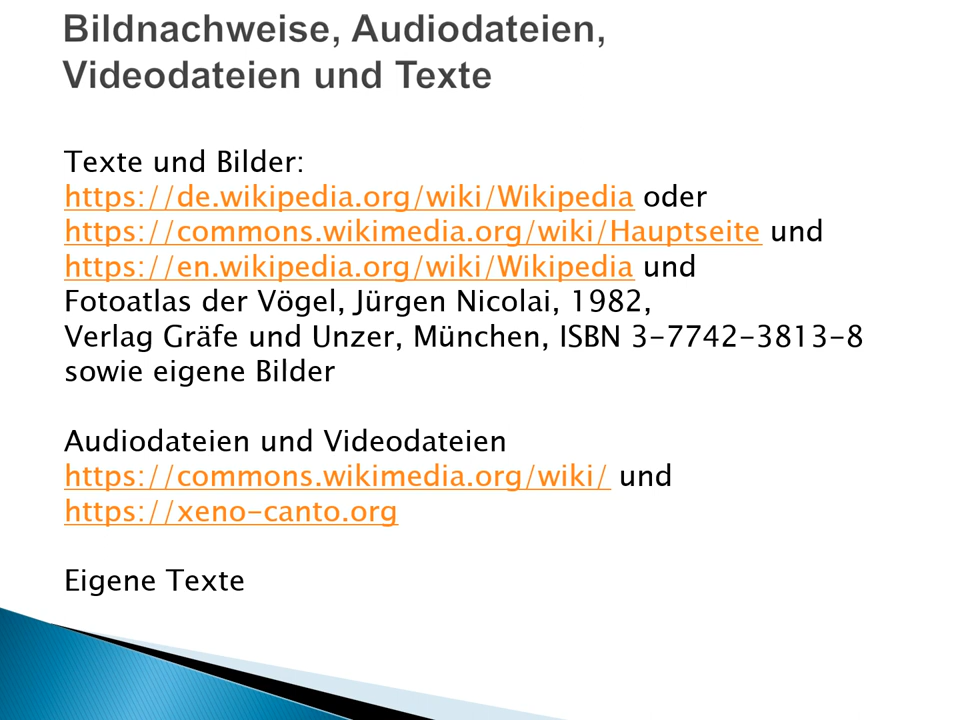 Bildnachweise, Audiodateien,
Videodateien und Texte
Texte und Bilder:
https://de.wikipedia.org/wiki/Wikipedia oder
https://commons.wikimedia.org/wiki/Hauptseite und
https://en.wikipedia.org/wiki/Wikipedia und
Fotoatlas der Vögel, Jürgen Nicolai, 1982,
Verlag Gräfe und Unzer, München, ISBN 3-7742-3813-8
sowie eigene Bilder
Audiodateien und Videodateien
https://commons.wikimedia.org/wiki/ und
https://xeno-canto.org
Eigene Texte